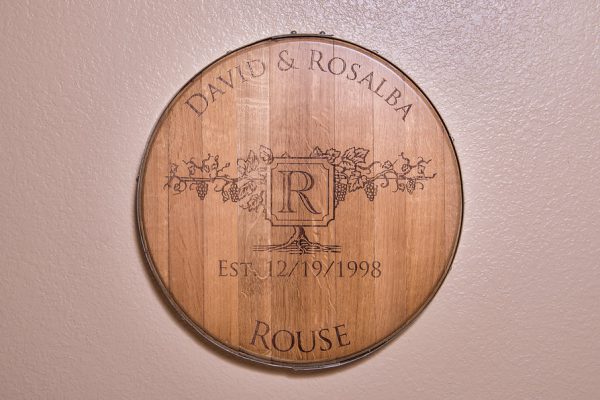 David & Rosalba
R
Est. 12/19/1998
Rouse